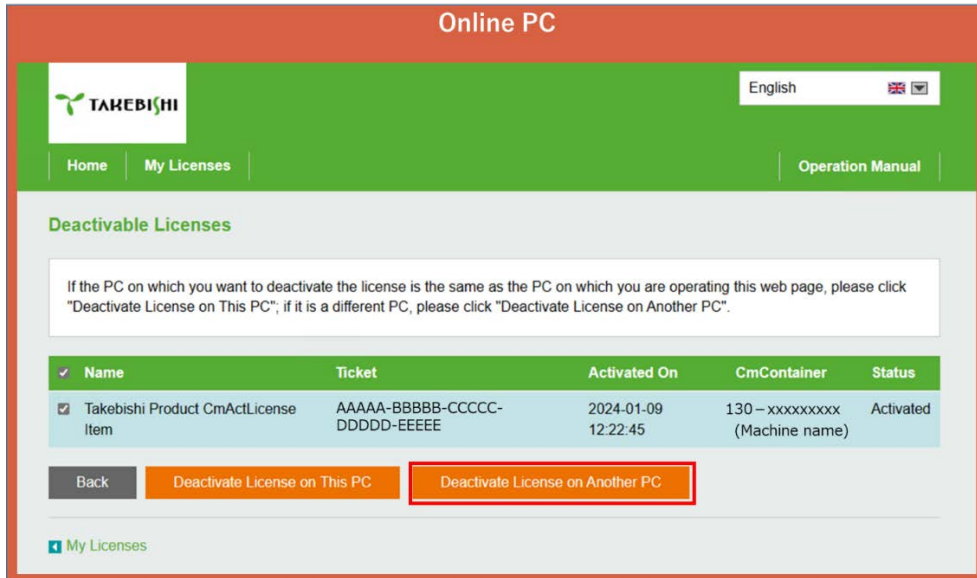 Online PC
TAKEBISHI
English
Home My Licenses Operation Manual
Deactivable Licenses
If the PC on which you want to deactivate the license is the same as the PC on which you are operating this web page, please click
"Deactivate License on This PC"; if it is a different PC, please click "Deactivate License on Another PC".
Name Ticket Activated On CmContainer Status
Takebishi Product CmActLicense AAAAA-BBBBB-CCCCC- 2024-01-09 130-xxxxxxxxx Activated
Item DDDDD-EEEEE 12:22:45 (Machine name)
Back Deactivate License on This PC Deactivate License on Another PC
My Licenses